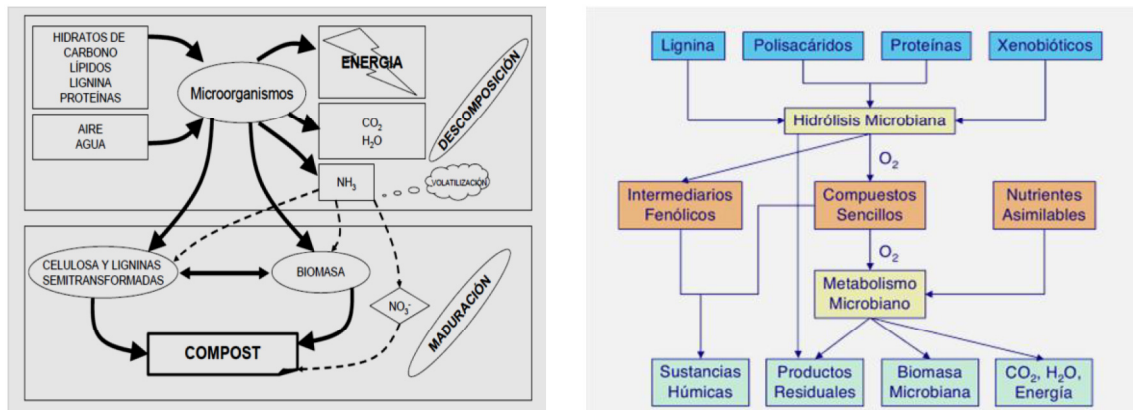 HIDRATOS DE
CARBONO
LÍPIDOS
LIGNINA
PROTEÍNAS
AIRE
AGUA
Microorganismos
ENERGIA
CO₂
H₂O
NH₃
VOLATILIZACIÓN
DESCOMPOSICIÓN
CELULOSA Y LIGNINAS
SEMITRANSFORMADAS
BIOMASA
NO₃⁻
COMPOST
MADURACIÓN
Lignina
Polisacáridos
Proteínas
Xenobióticos
Hidrólisis Microbiana
O₂
Intermediarios
Fenólicos
Compuestos
Sencillos
Nutrientes
Asimilables
O₂
Metabolismo
Microbiano
Sustancias
Húmicas
Productos
Residuales
Biomasa
Microbiana
CO₂, H₂O,
Energía